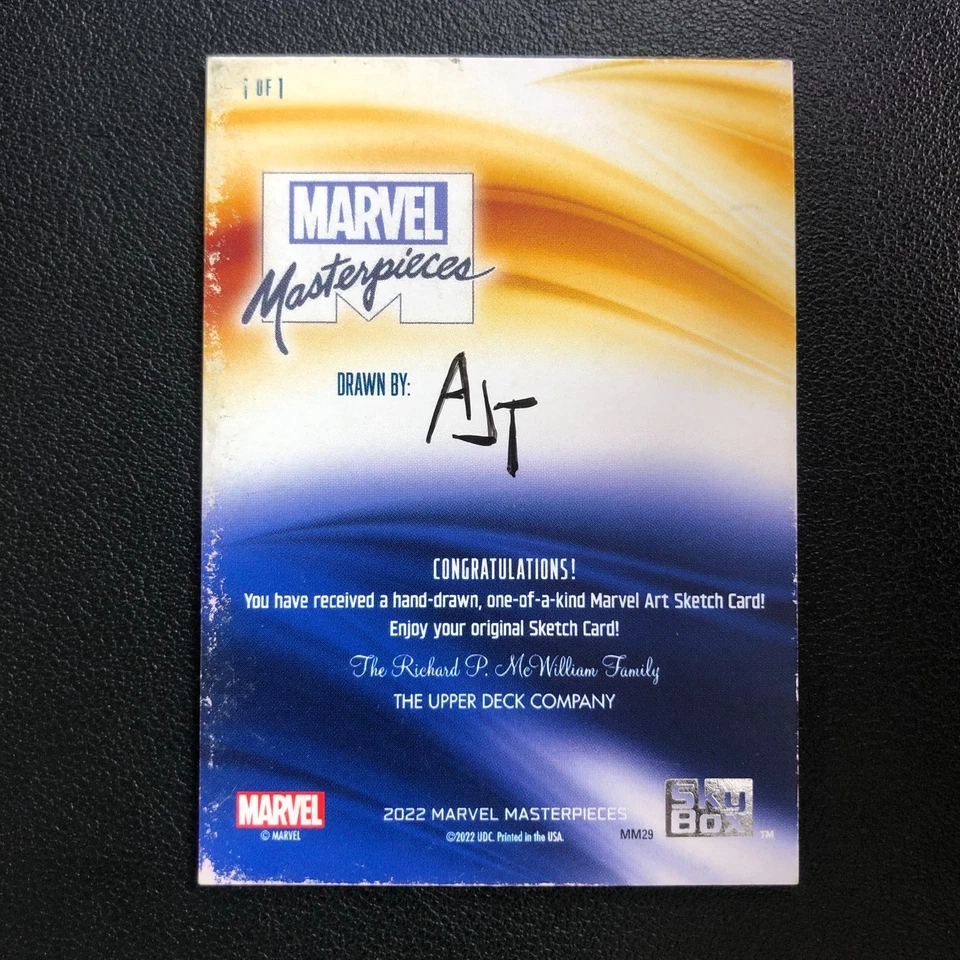 1 OF 1
MARVEL
Masterpieces
DRAWN BY: AJT
CONGRATULATIONS!
You have received a hand-drawn, one-of-a-kind Marvel Art Sketch Card!
Enjoy your original Sketch Card!
The Richard P. McWilliam Family
THE UPPER DECK COMPANY
MARVEL
© MARVEL
2022 MARVEL MASTERPIECES
©2022 UDC. Printed in the USA.
MM29
SkyBox™